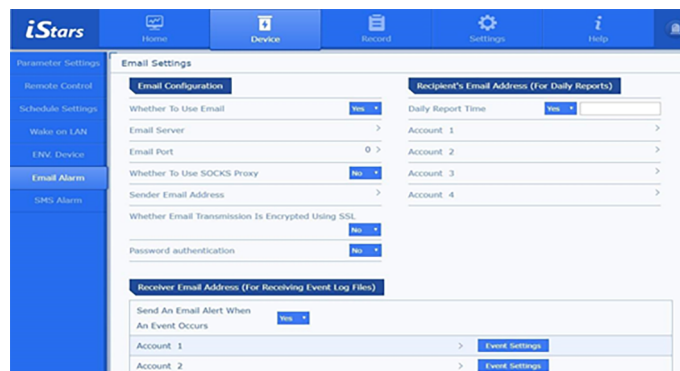 iStars
Home
Device
Record
Settings
Help
Parameter Settings
Remote Control
Schedule Settings
Wake on LAN
ENV. Device
Email Alarm
SMS Alarm
Email Settings
Email Configuration
Whether To Use Email
Yes
Email Server
>
Email Port
0 >
Whether To Use SOCKS Proxy
No
Sender Email Address
>
Whether Email Transmission Is Encrypted Using SSL
No
Password authentication
No
Recipient's Email Address (For Daily Reports)
Daily Report Time
Yes
Account 1
>
Account 2
>
Account 3
>
Account 4
>
Receiver Email Address (For Receiving Event Log Files)
Send An Email Alert When
An Event Occurs
Yes
Account 1
>
Event Settings
Account 2
>
Event Settings